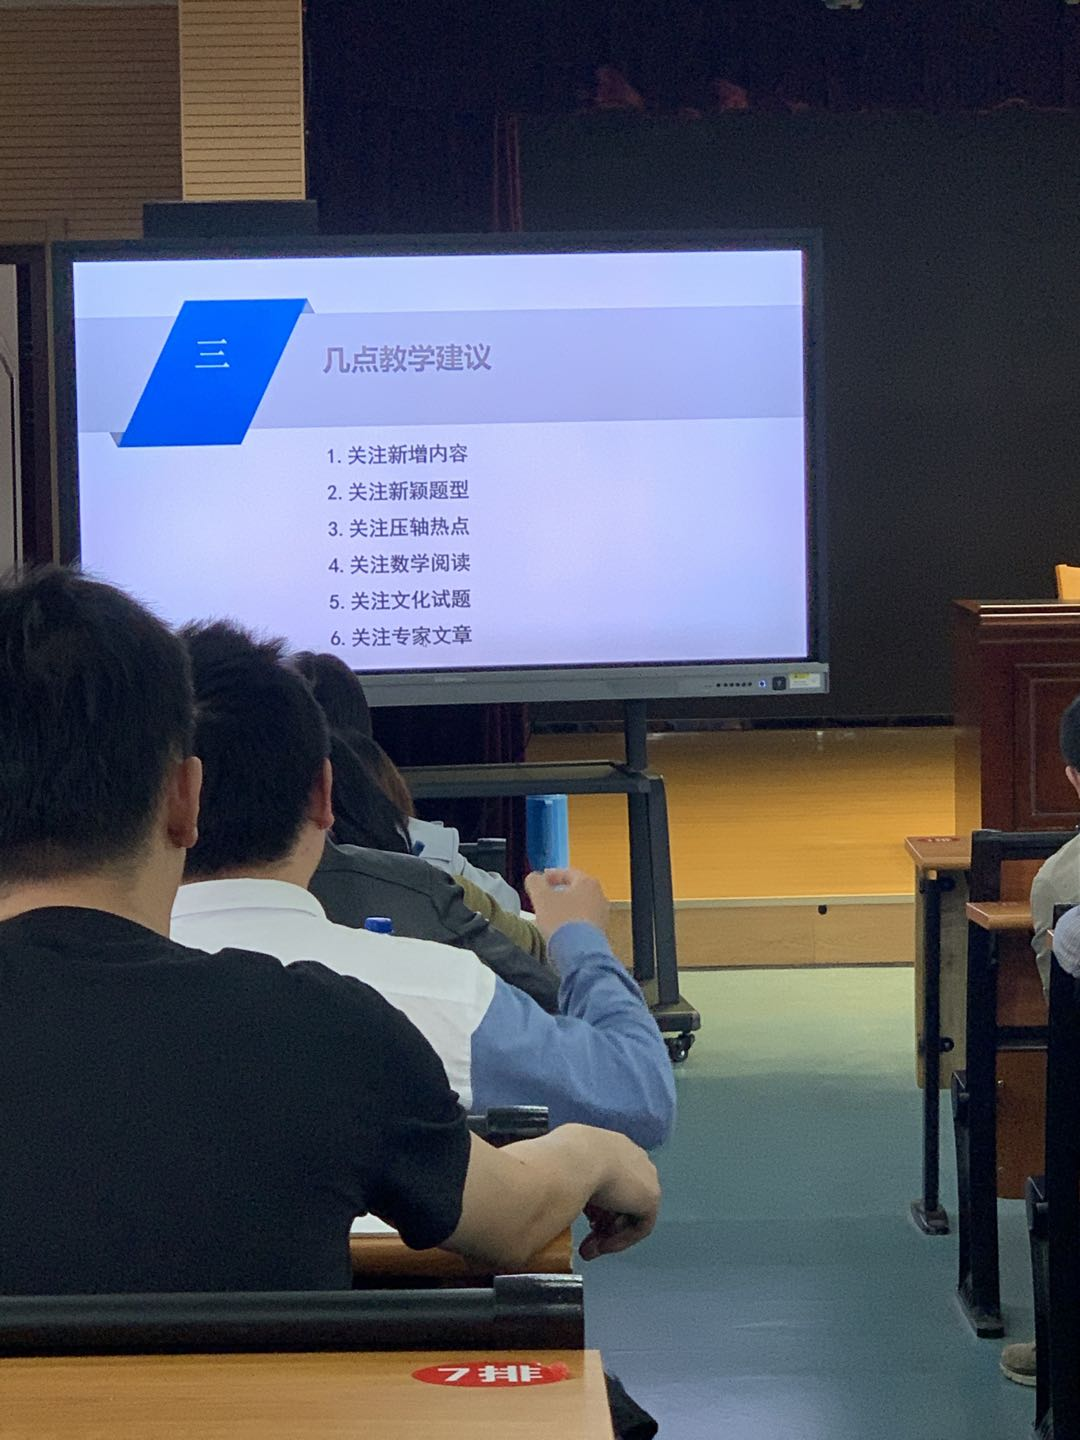 三
几点教学建议
1. 关注新增内容
2. 关注新颖题型
3. 关注压轴热点
4. 关注数学阅读
5. 关注文化试题
6. 关注专家文章
7排